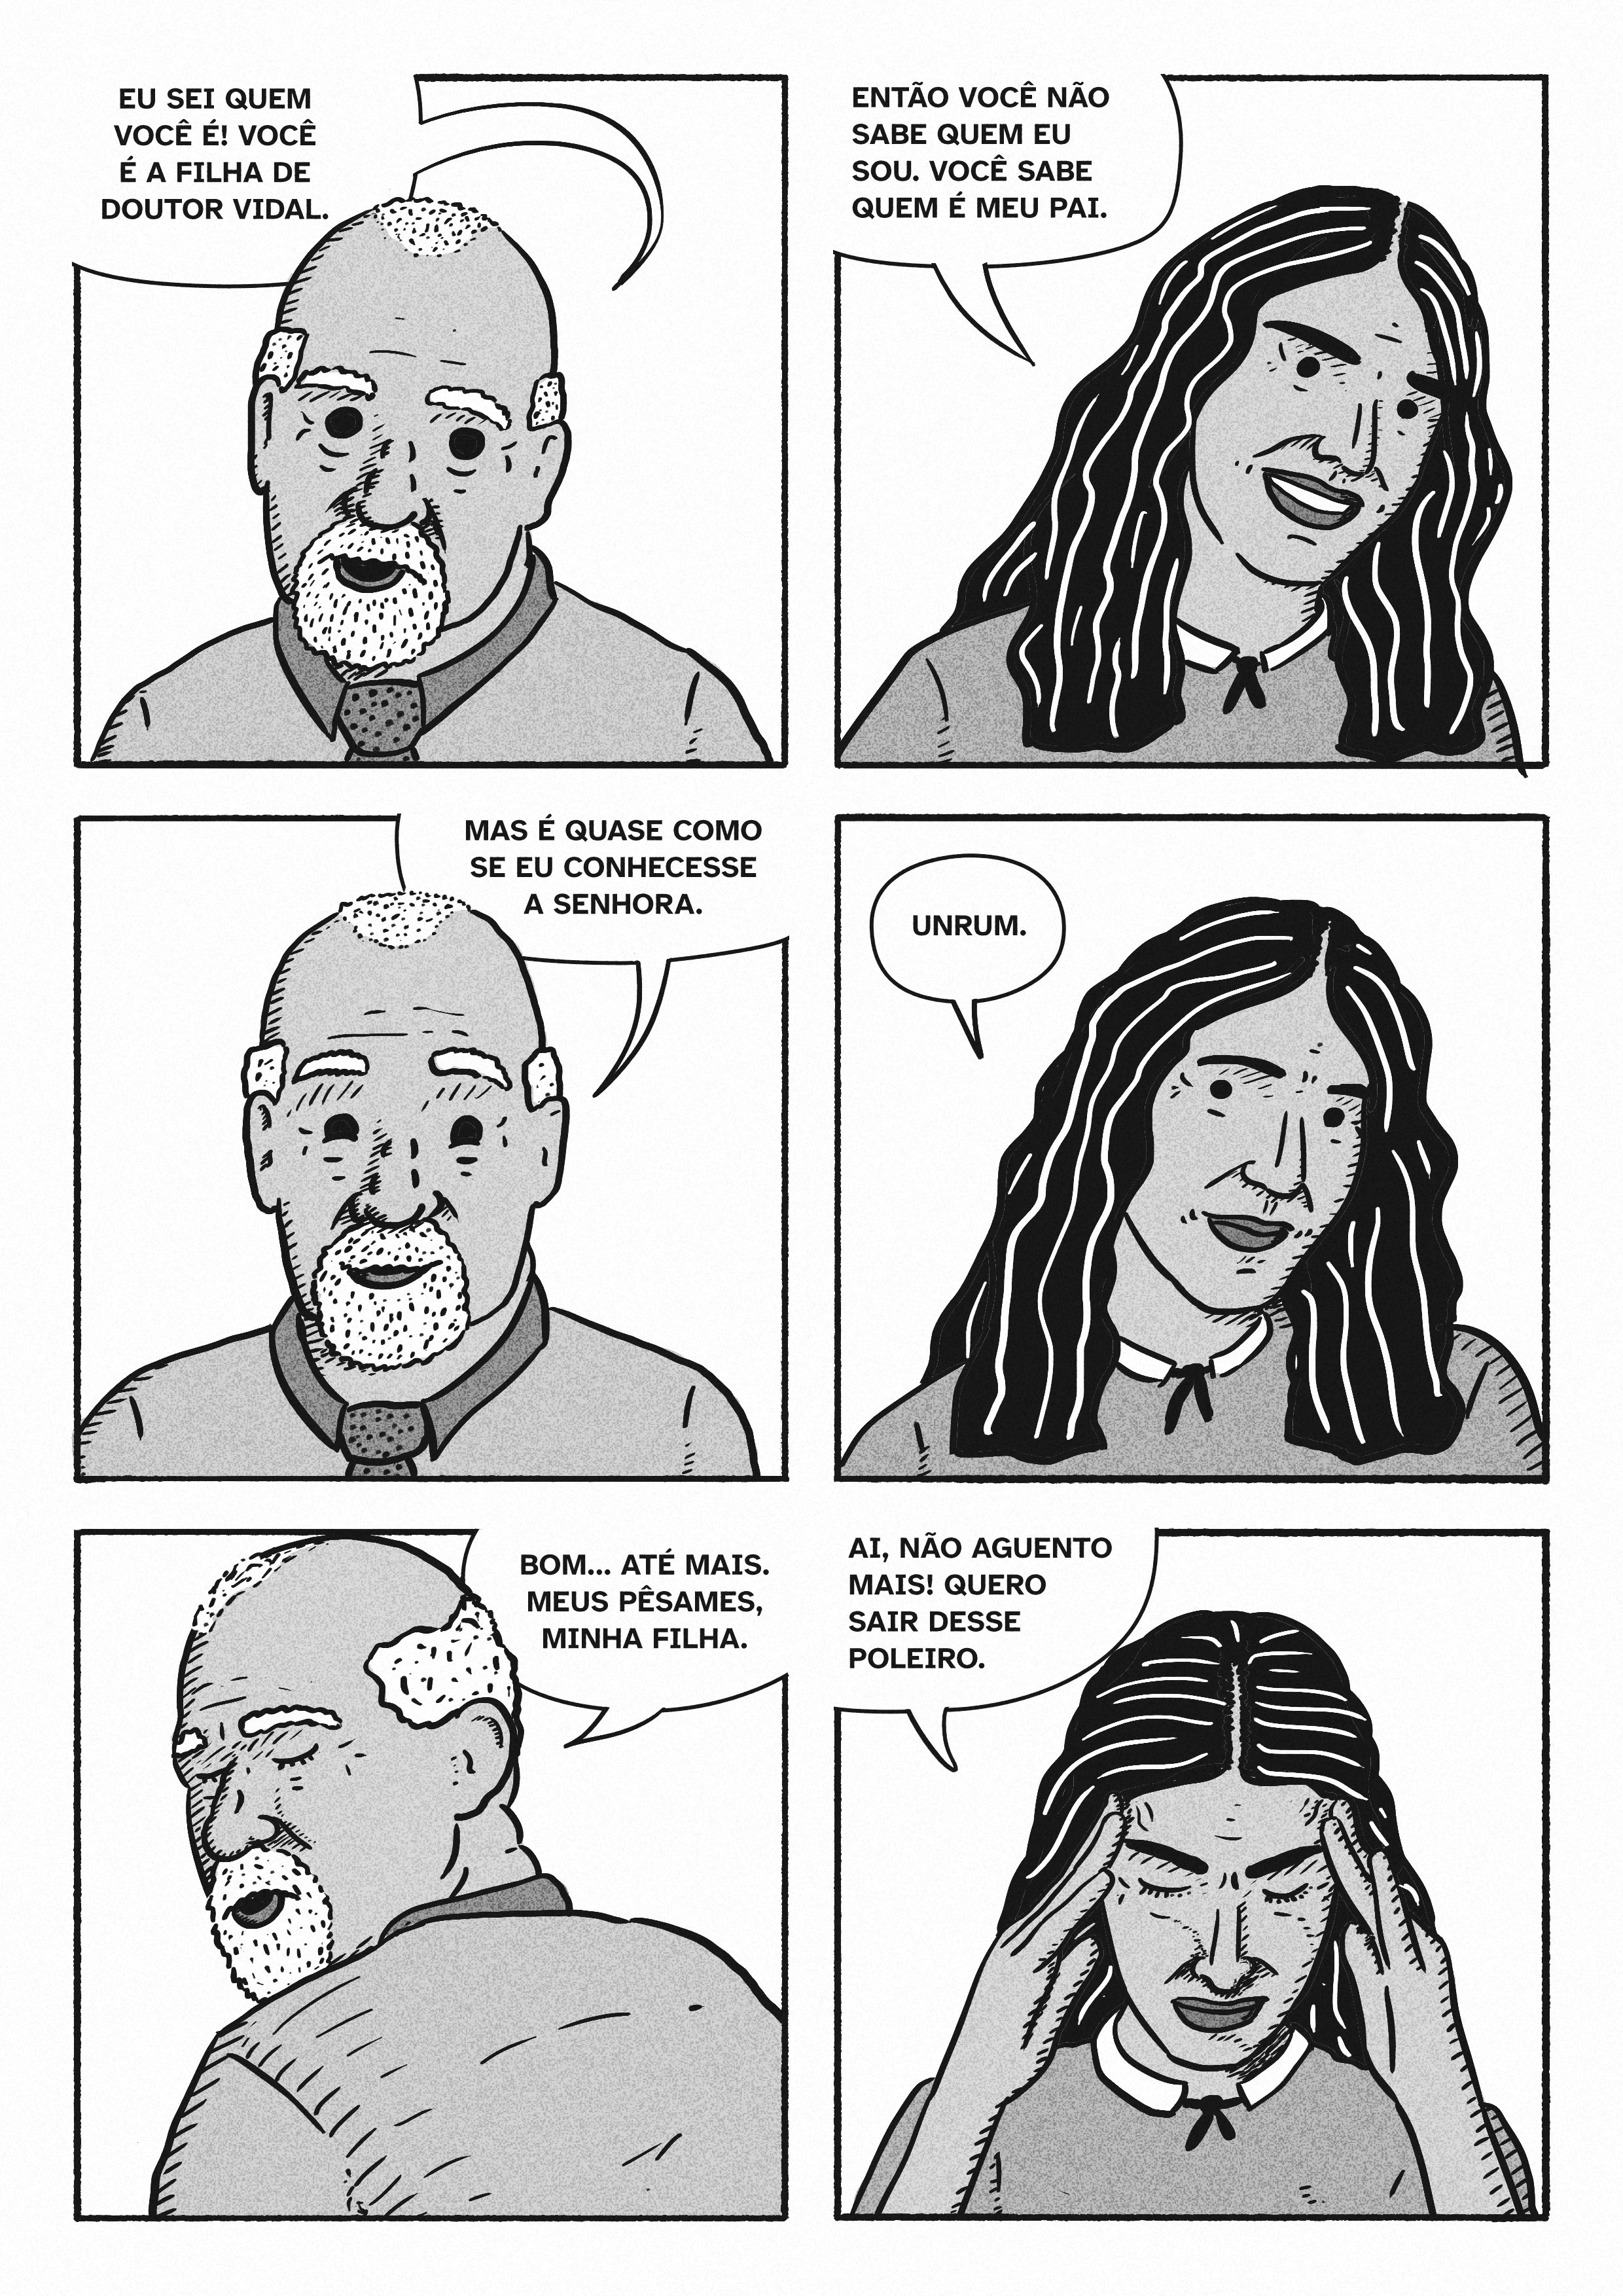 EU SEI QUEM
VOCÊ É! VOCÊ
É A FILHA DE
DOUTOR VIDAL.
ENTÃO VOCÊ NÃO
SABE QUEM EU
SOU. VOCÊ SABE
QUEM É MEU PAI.
MAS É QUASE COMO
SE EU CONHECESSE
A SENHORA.
UNRUM.
BOM... ATÉ MAIS.
MEUS PÊSAMES,
MINHA FILHA.
AI, NÃO AGUENTO
MAIS! QUERO
SAIR DESSE
POLEIRO.